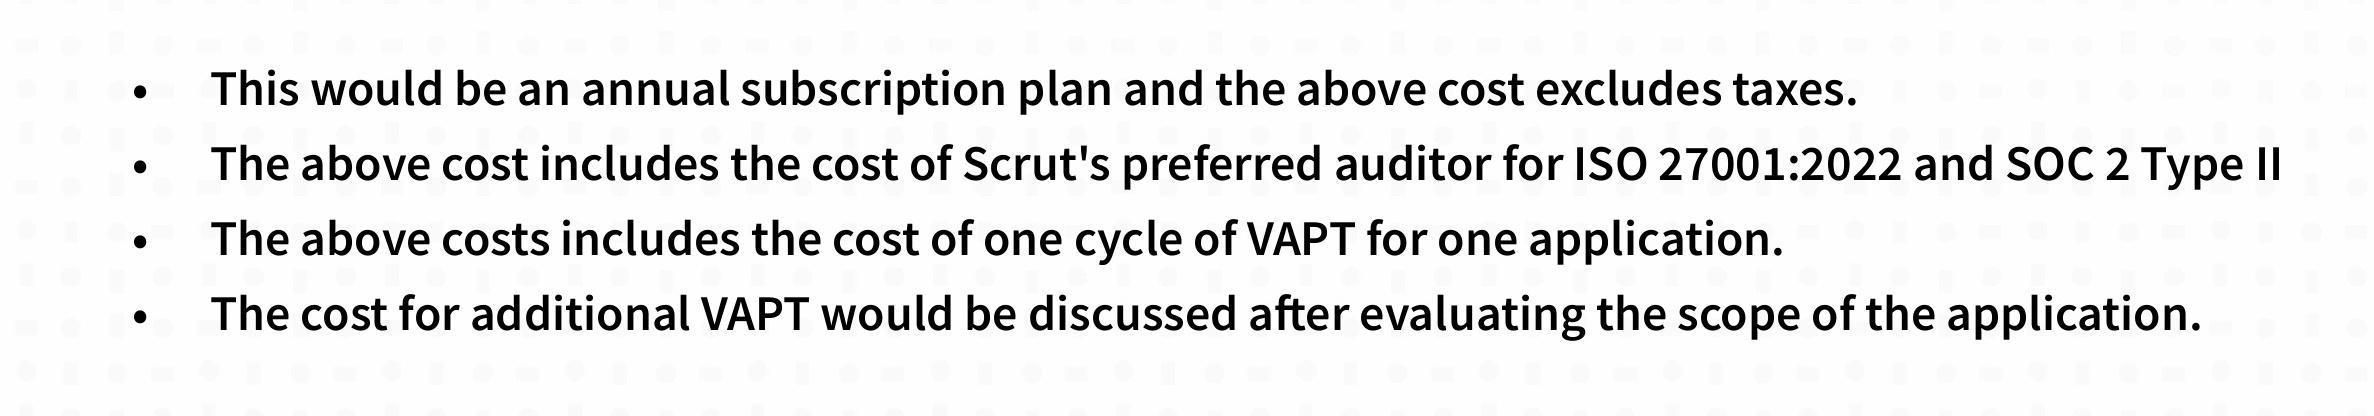 • This would be an annual subscription plan and the above cost excludes taxes.
• The above cost includes the cost of Scrut's preferred auditor for ISO 27001:2022 and SOC 2 Type II
• The above costs includes the cost of one cycle of VAPT for one application.
• The cost for additional VAPT would be discussed after evaluating the scope of the application.